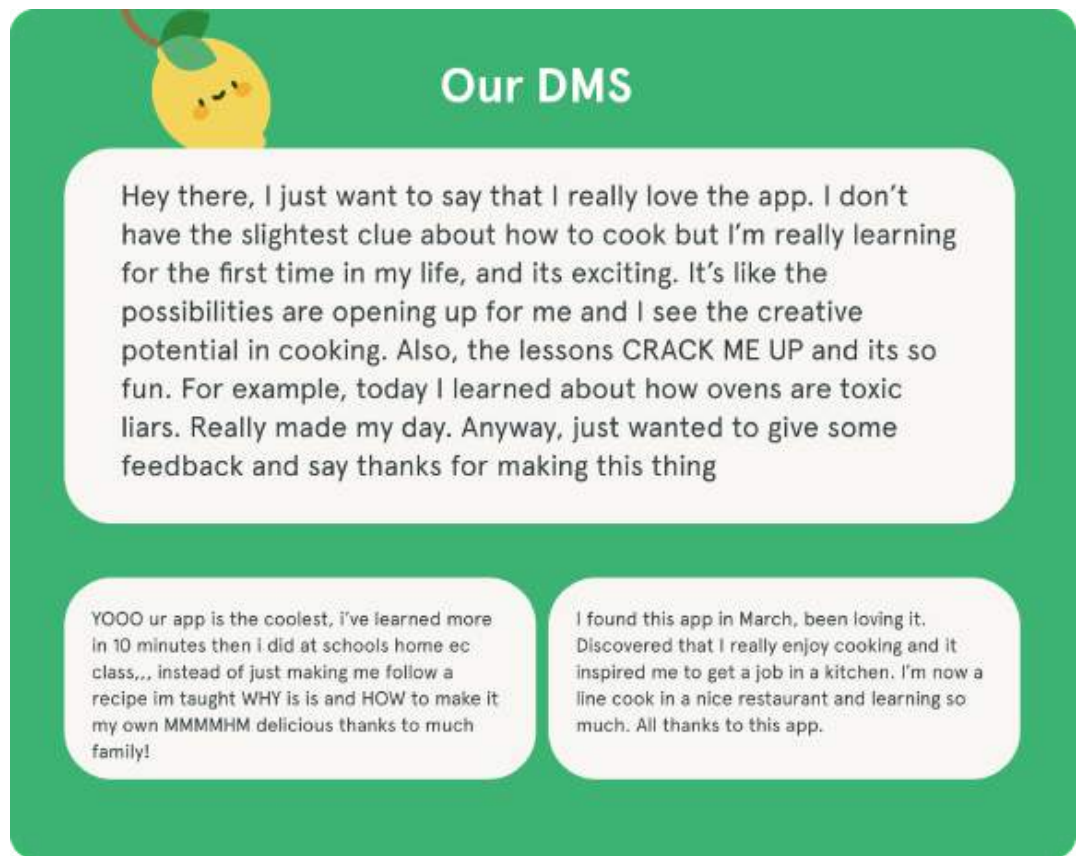 Our DMS
Hey there, I just want to say that I really love the app. I don't
have the slightest clue about how to cook but I'm really learning
for the first time in my life, and its exciting. It's like the
possibilities are opening up for me and I see the creative
potential in cooking. Also, the lessons CRACK ME UP and its so
fun. For example, today I learned about how ovens are toxic
liars. Really made my day. Anyway, just wanted to give some
feedback and say thanks for making this thing
YOOO ur app is the coolest, i've learned more
in 10 minutes then i did at schools home ec
class,,, instead of just making me follow a
recipe im taught WHY is is and HOW to make it
my own MMMMHM delicious thanks to much
family!
I found this app in March, been loving it.
Discovered that I really enjoy cooking and it
inspired me to get a job in a kitchen. I'm now a
line cook in a nice restaurant and learning so
much. All thanks to this app.